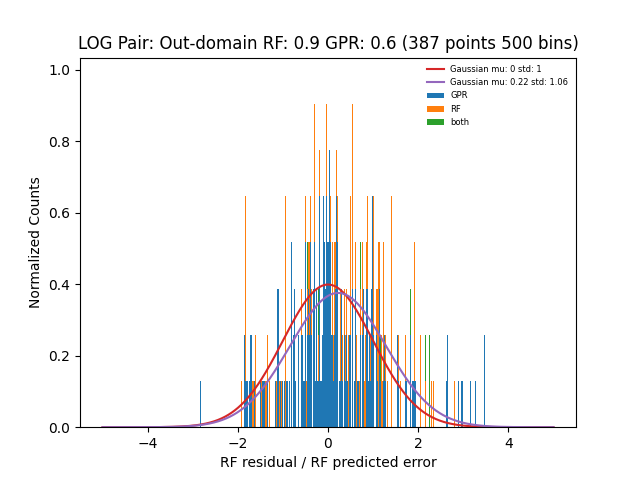 LOG Pair: Out-domain RF: 0.9 GPR: 0.6 (387 points 500 bins)
Gaussian mu: 0 std: 1
Gaussian mu: 0.22 std: 1.06
GPR
RF
both
Normalized Counts
1.0
0.8
0.6
0.4
0.2
0.0
−4
−2
0
2
4
RF residual / RF predicted error